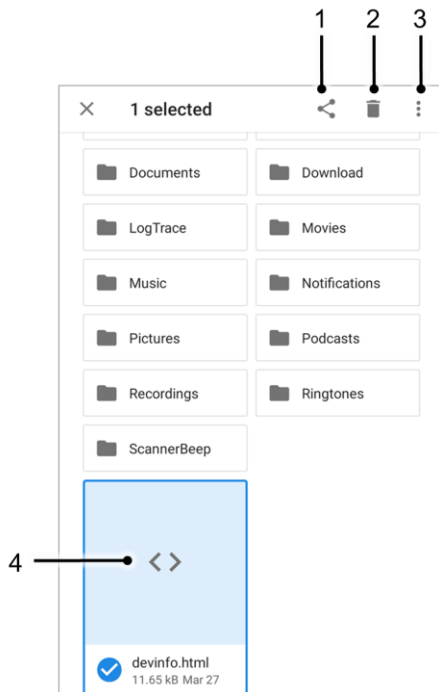 1 2 3
1 selected
Documents Download
LogTrace Movies
Music Notifications
Pictures Podcasts
Recordings Ringtones
ScannerBeep
4
devinfo.html
11.65 kB Mar 27